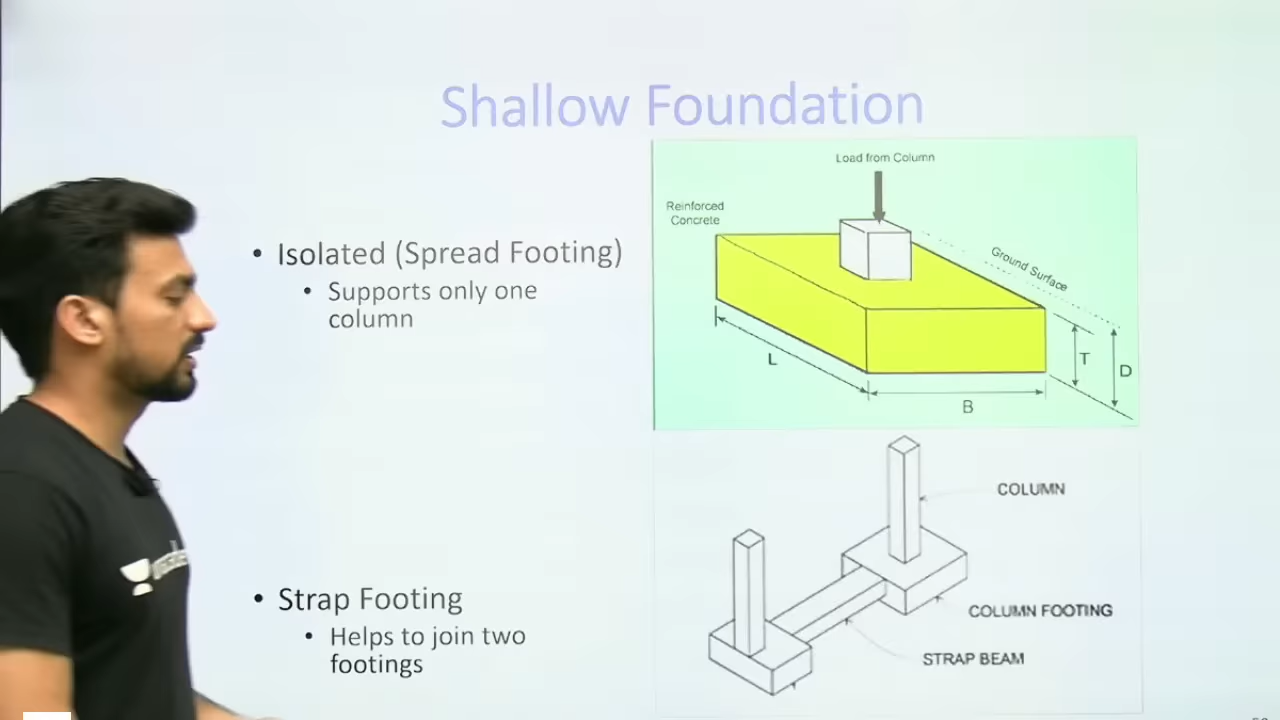 Shallow Foundation
• Isolated (Spread Footing)
• Supports only one
column
Load from Column
Reinforced
Concrete
Ground Surface
L
B
T
D
• Strap Footing
• Helps to join two
footings
COLUMN
COLUMN FOOTING
STRAP BEAM